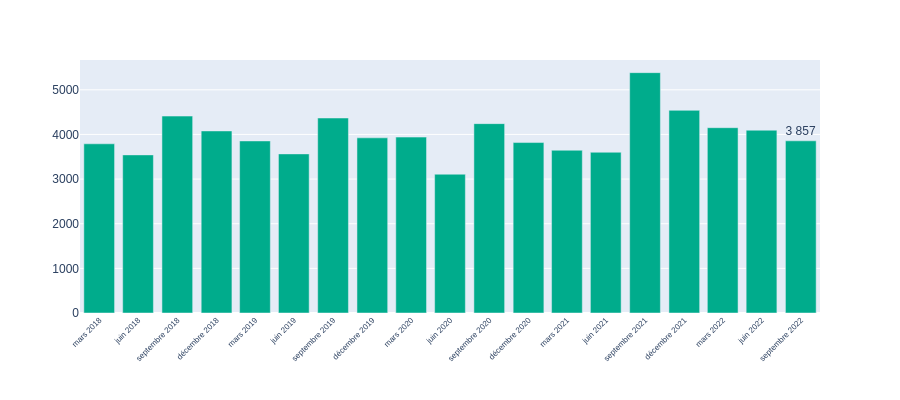 5000
4000
3000
2000
1000
0
3 857
mars 2018
juin 2018
septembre 2018
décembre 2018
mars 2019
juin 2019
septembre 2019
décembre 2019
mars 2020
juin 2020
septembre 2020
décembre 2020
mars 2021
juin 2021
septembre 2021
décembre 2021
mars 2022
juin 2022
septembre 2022